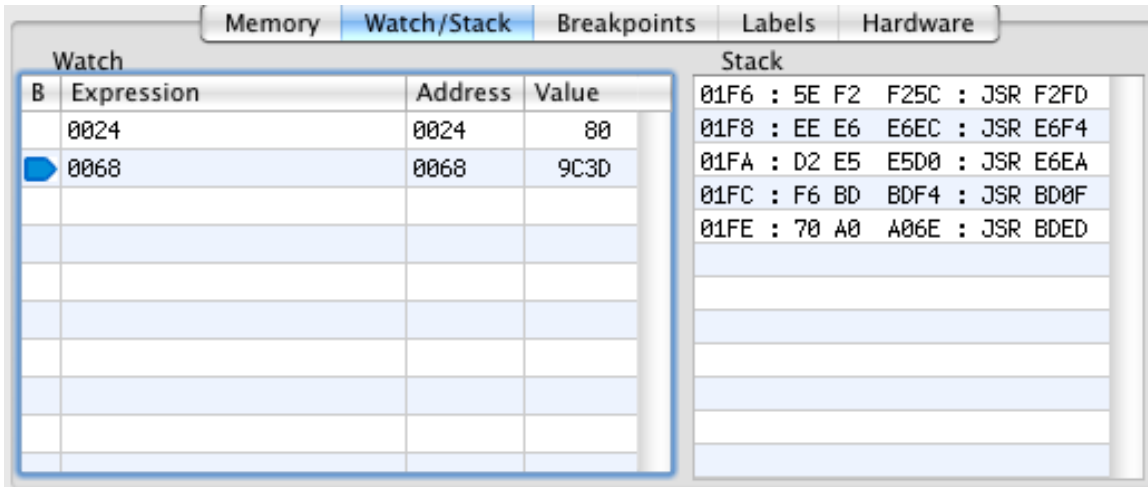 Memory Watch/Stack Breakpoints Labels Hardware
Watch
B Expression Address Value
0024 0024 80
0068 0068 9C3D
Stack
01F6 : 5E F2 F25C : JSR F2FD
01F8 : EE E6 E6EC : JSR E6F4
01FA : D2 E5 E5D0 : JSR E6EA
01FC : F6 BD BDF4 : JSR BD0F
01FE : 70 A0 A06E : JSR BDED